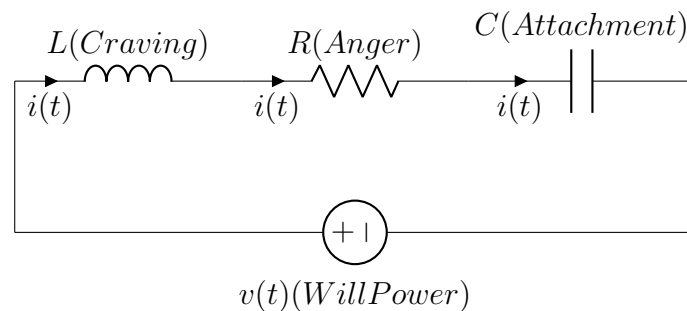 L(Craving) R(Anger) C(Attachment)
i(t) i(t) i(t)
+ −
v(t)(WillPower)